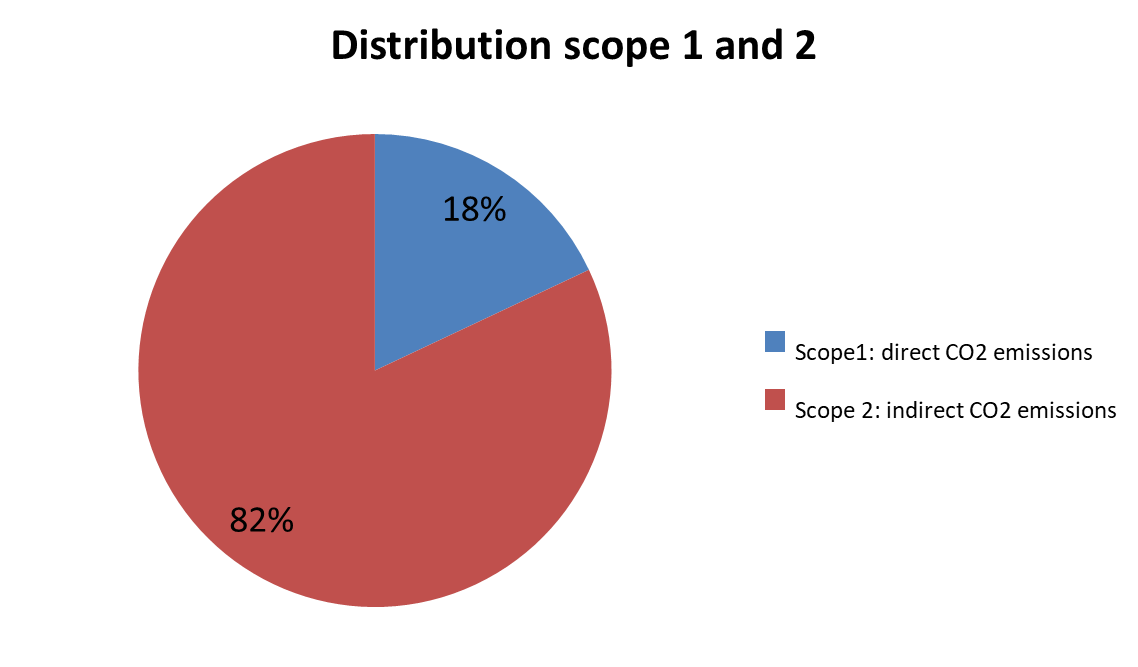 Distribution scope 1 and 2
18%
82%
Scope1: direct CO2 emissions
Scope 2: indirect CO2 emissions